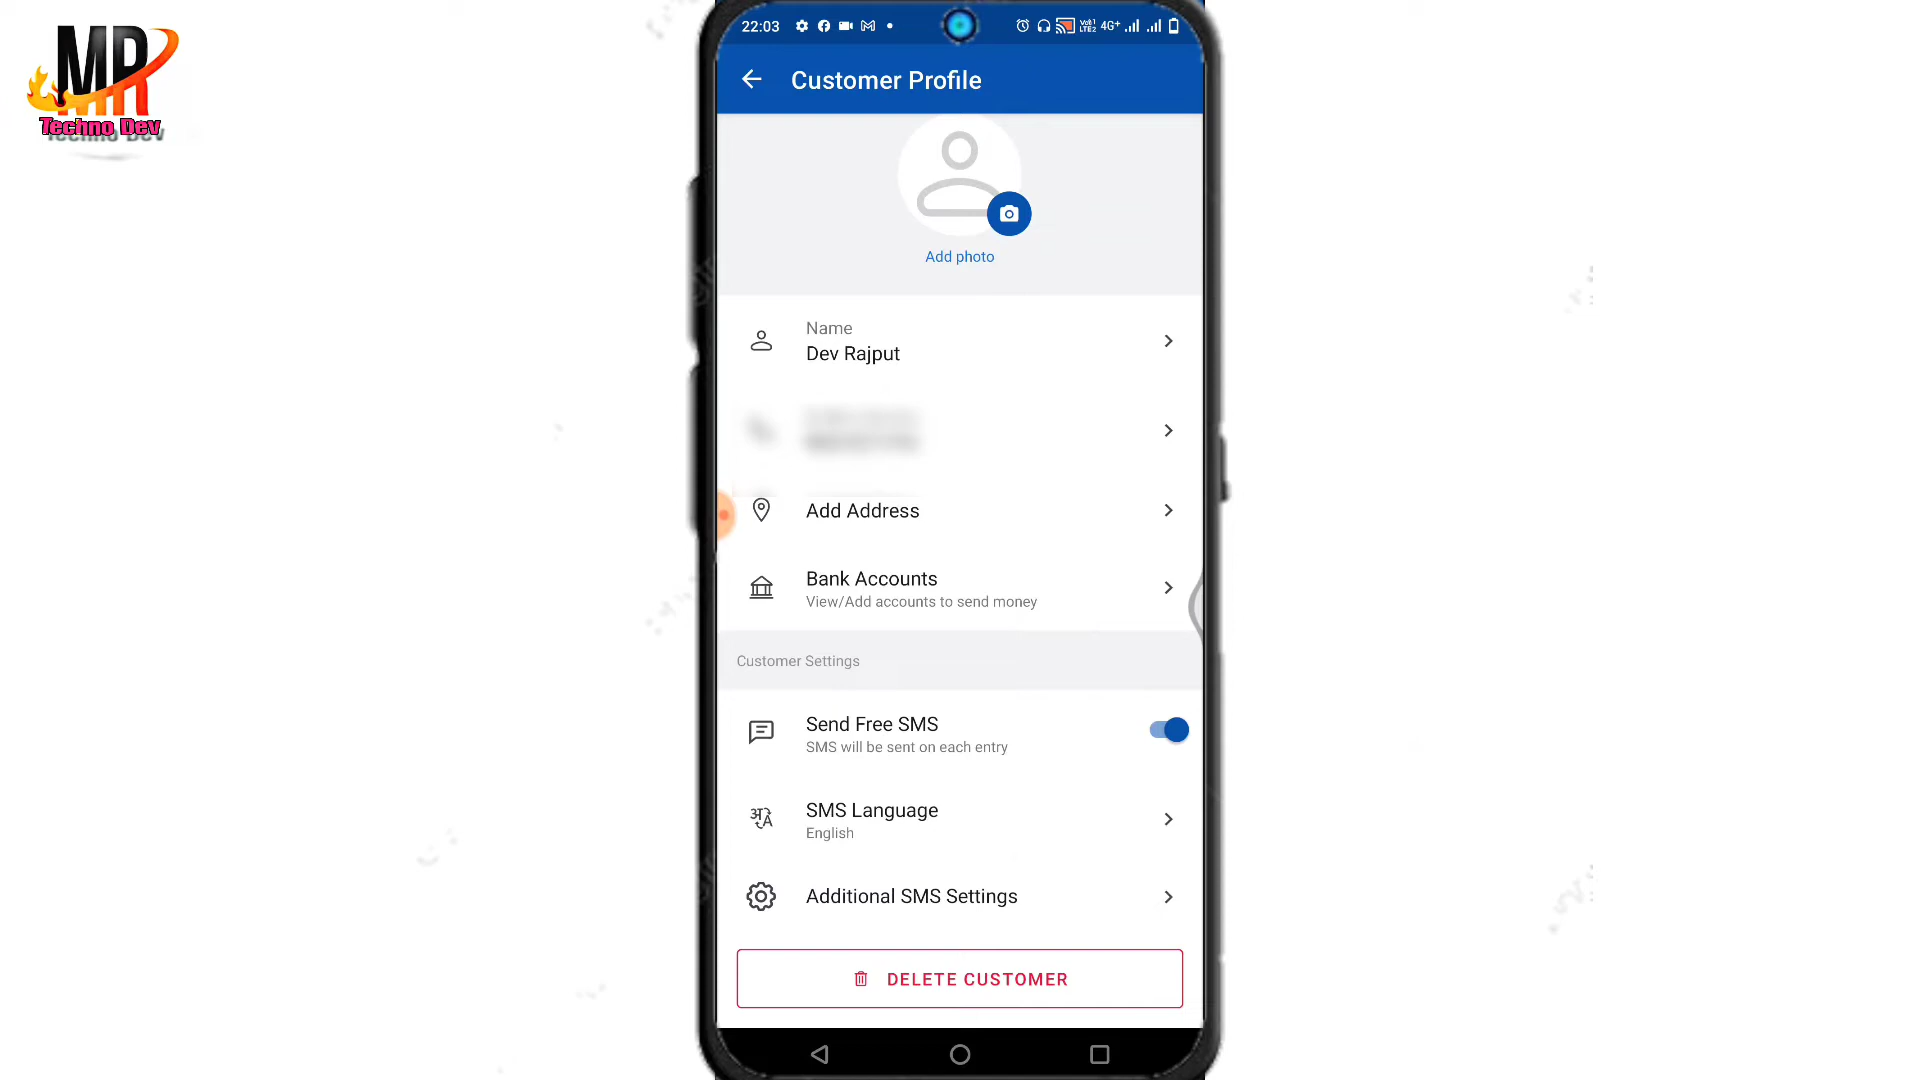 MR
Techno Dev
22:03
4G+
Customer Profile
Add photo
Name
Dev Rajput
Add Address
Bank Accounts
View/Add accounts to send money
Customer Settings
Send Free SMS
SMS will be sent on each entry
SMS Language
English
Additional SMS Settings
DELETE CUSTOMER